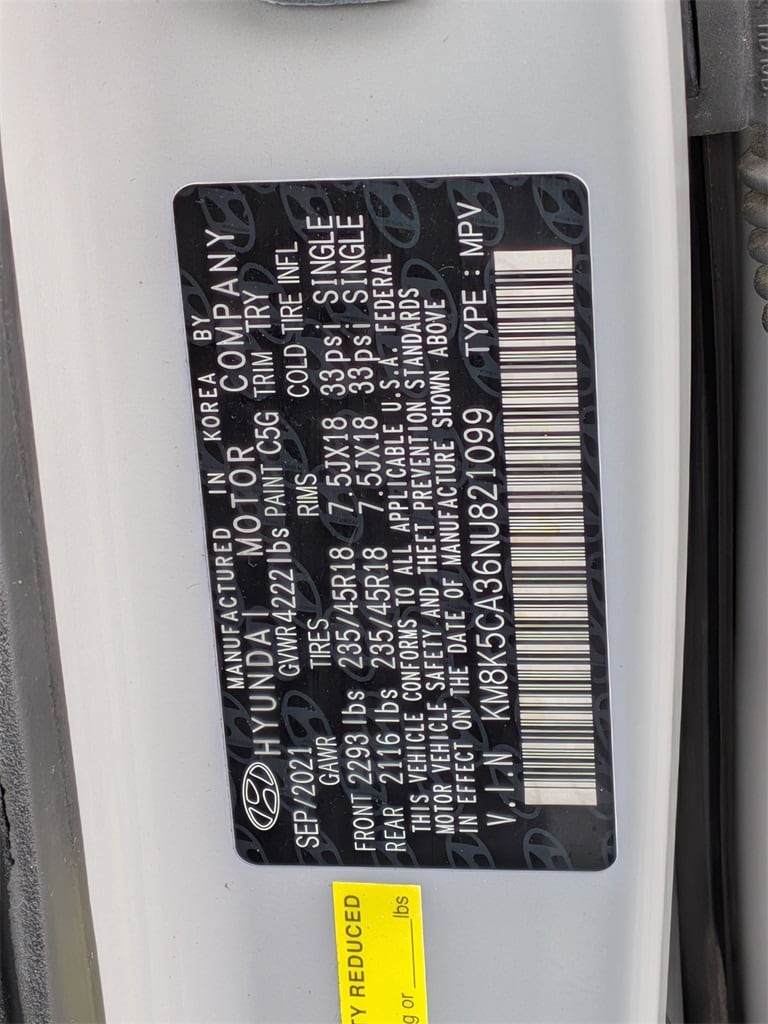 MANUFACTURED IN KOREA BY
HYUNDAI MOTOR COMPANY
SEP/2021 GVWR 4222 lbs PAINT C5G TRIM TRY
GAWR TIRES RIMS COLD TIRE INFL
FRONT 2293 lbs 235/45R18 7.5JX18 33psi SINGLE
REAR 2116 lbs 235/45R18 7.5JX18 33psi SINGLE
THIS VEHICLE CONFORMS TO ALL APPLICABLE U.S.A. FEDERAL
MOTOR VEHICLE SAFETY AND THEFT PREVENTION STANDARDS
IN EFFECT ON THE DATE OF MANUFACTURE SHOWN ABOVE
V.I.N KM8K5CA36NU821099 TYPE : MPV
TY REDUCED
g or ______lbs